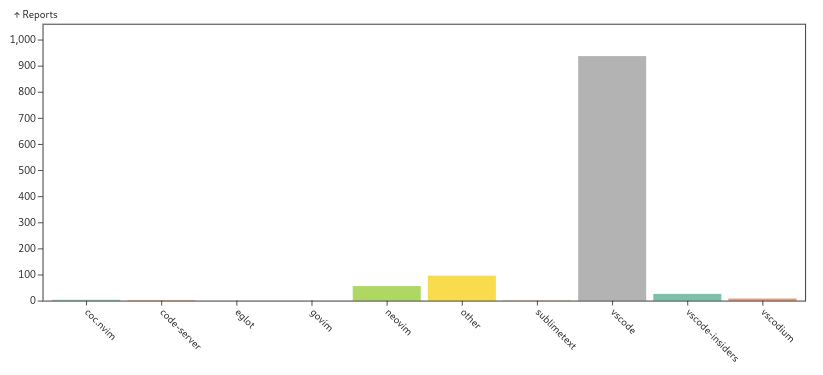 ↑ Reports
1,000
900
800
700
600
500
400
300
200
100
0
coc.nvim
code-server
eglot
govim
neovim
other
sublimetext
vscode
vscode-insiders
vscodium